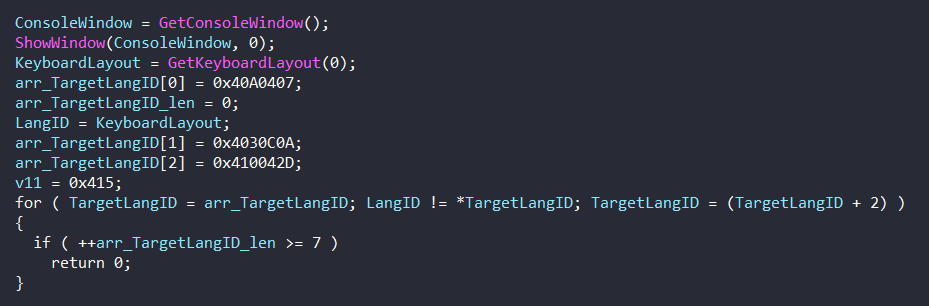 ConsoleWindow = GetConsoleWindow();
ShowWindow(ConsoleWindow, 0);
KeyboardLayout = GetKeyboardLayout(0);
arr_TargetLangID[0] = 0x40A0407;
arr_TargetLangID_len = 0;
LangID = KeyboardLayout;
arr_TargetLangID[1] = 0x4030C0A;
arr_TargetLangID[2] = 0x410042D;
v11 = 0x415;
for ( TargetLangID = arr_TargetLangID; LangID != *TargetLangID; TargetLangID = (TargetLangID + 2) )
{
  if ( ++arr_TargetLangID_len >= 7 )
    return 0;
}